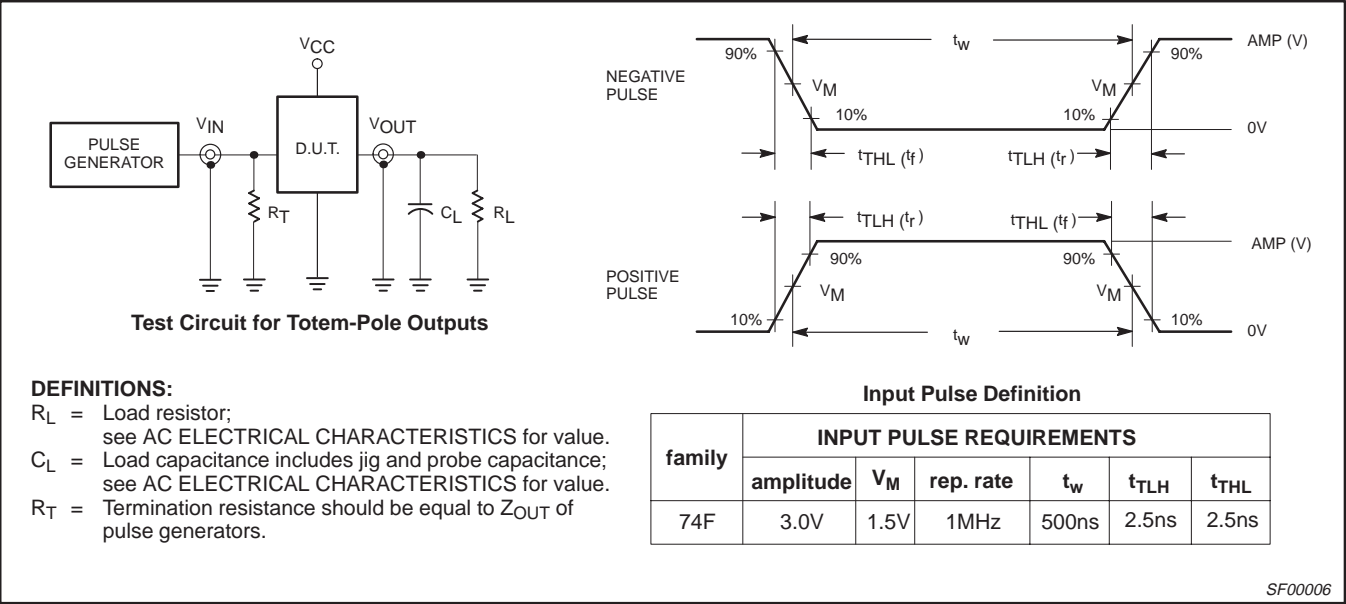 VCC
VIN
VOUT
PULSE
GENERATOR
D.U.T.
RT
CL
RL
Test Circuit for Totem-Pole Outputs
NEGATIVE
PULSE
90%
tw
90%
AMP (V)
VM
VM
10%
10%
0V
tTHL (tf)
tTLH (tr)
tTLH (tr)
tTHL (tf)
AMP (V)
POSITIVE
PULSE
90%
90%
VM
VM
10%
10%
tw
0V
DEFINITIONS:
RL = Load resistor;
see AC ELECTRICAL CHARACTERISTICS for value.
CL = Load capacitance includes jig and probe capacitance;
see AC ELECTRICAL CHARACTERISTICS for value.
RT = Termination resistance should be equal to ZOUT of
pulse generators.
Input Pulse Definition
family
INPUT PULSE REQUIREMENTS
amplitude VM rep. rate tw tTLH tTHL
74F 3.0V 1.5V 1MHz 500ns 2.5ns 2.5ns
SF00006